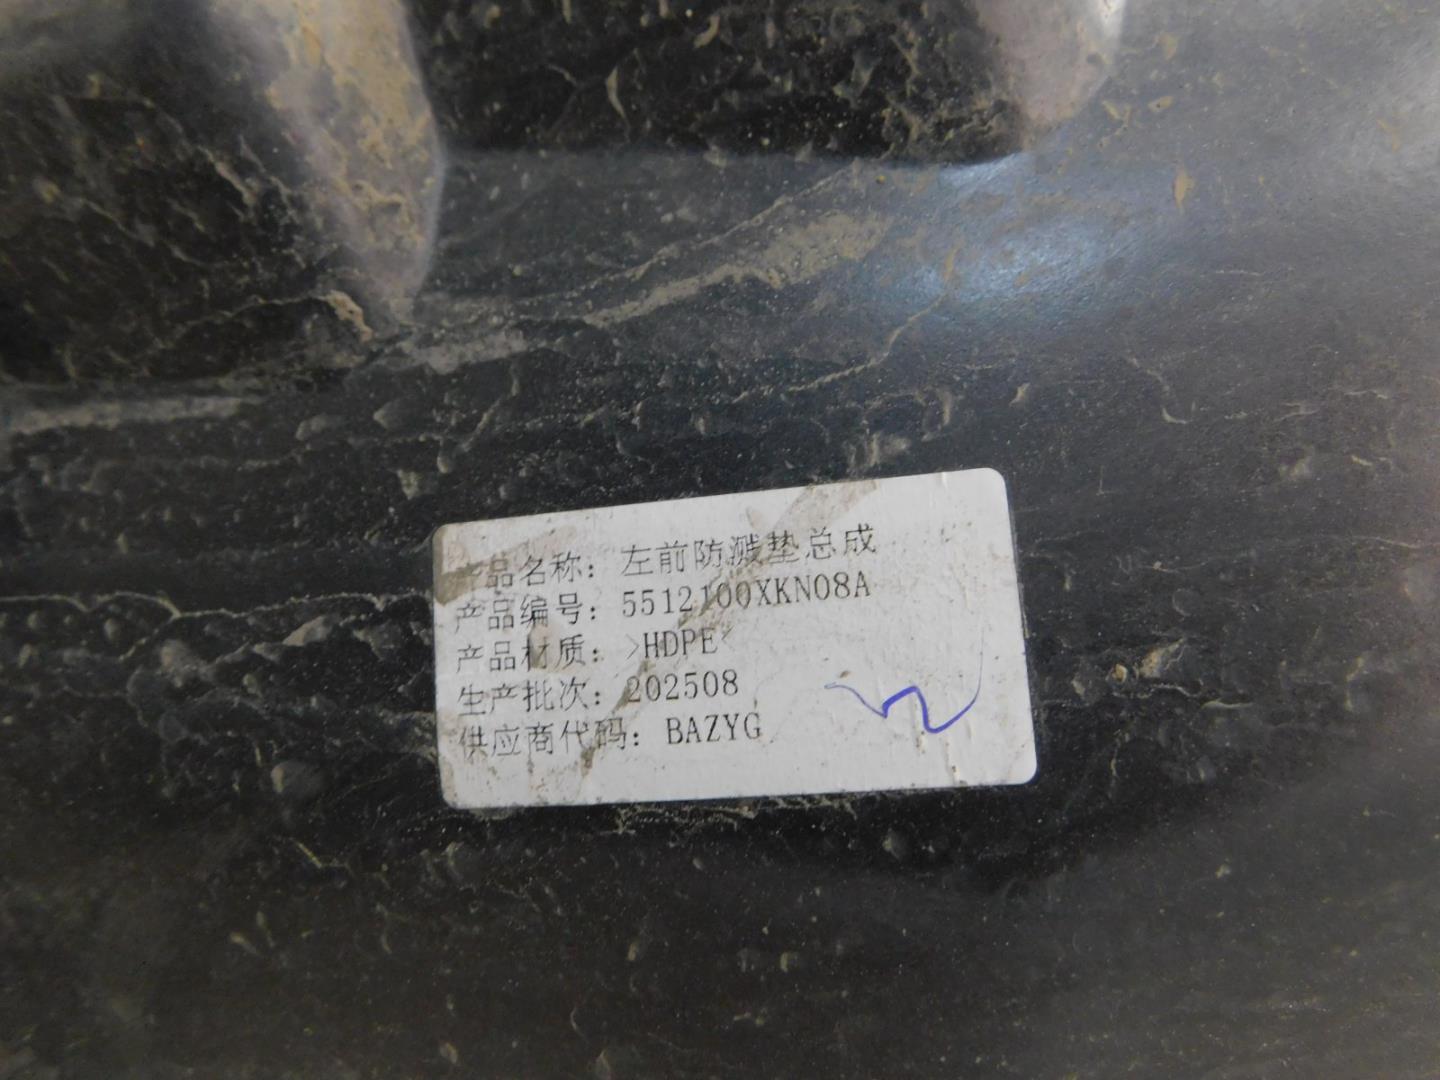 产品名称：左前防溅垫总成
产品编号：5512100XKN08A
产品材质：>HDPE<
生产批次：202508
供应商代码：BAZYG